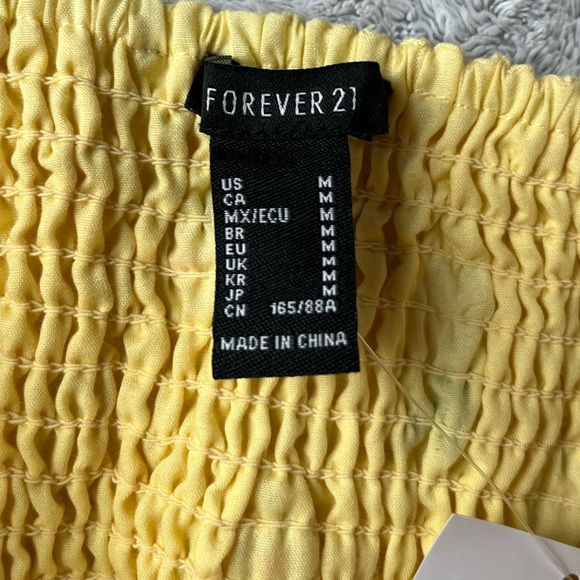 FOREVER 21
US M
CA M
MX/ECU M
BR M
EU M
UK M
KR M
JP M
CN 165/88A
MADE IN CHINA